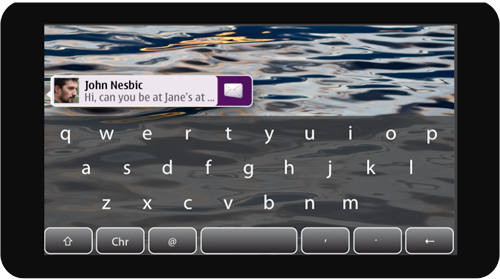 John Nesbic
Hi, can you be at Jane's at ...
q w e r t y u i o p
a s d f g h j k l
z x c v b n m
⇧ Chr @ , . ←